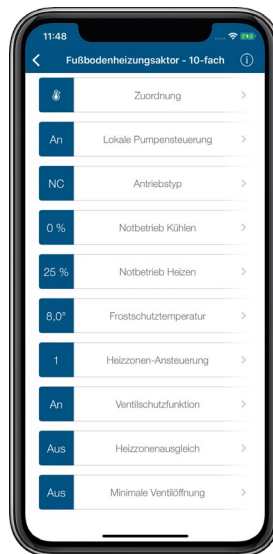 11:48
Fußbodenheizungsaktor - 10-fach
Zuordnung
An Lokale Pumpensteuerung
NC Antriebstyp
0 % Notbetrieb Kühlen
25 % Notbetrieb Heizen
8,0° Frostschutztemperatur
1 Heizzonen-Ansteuerung
An Ventilschutzfunktion
Aus Heizzonenausgleich
Aus Minimale Ventilöffnung